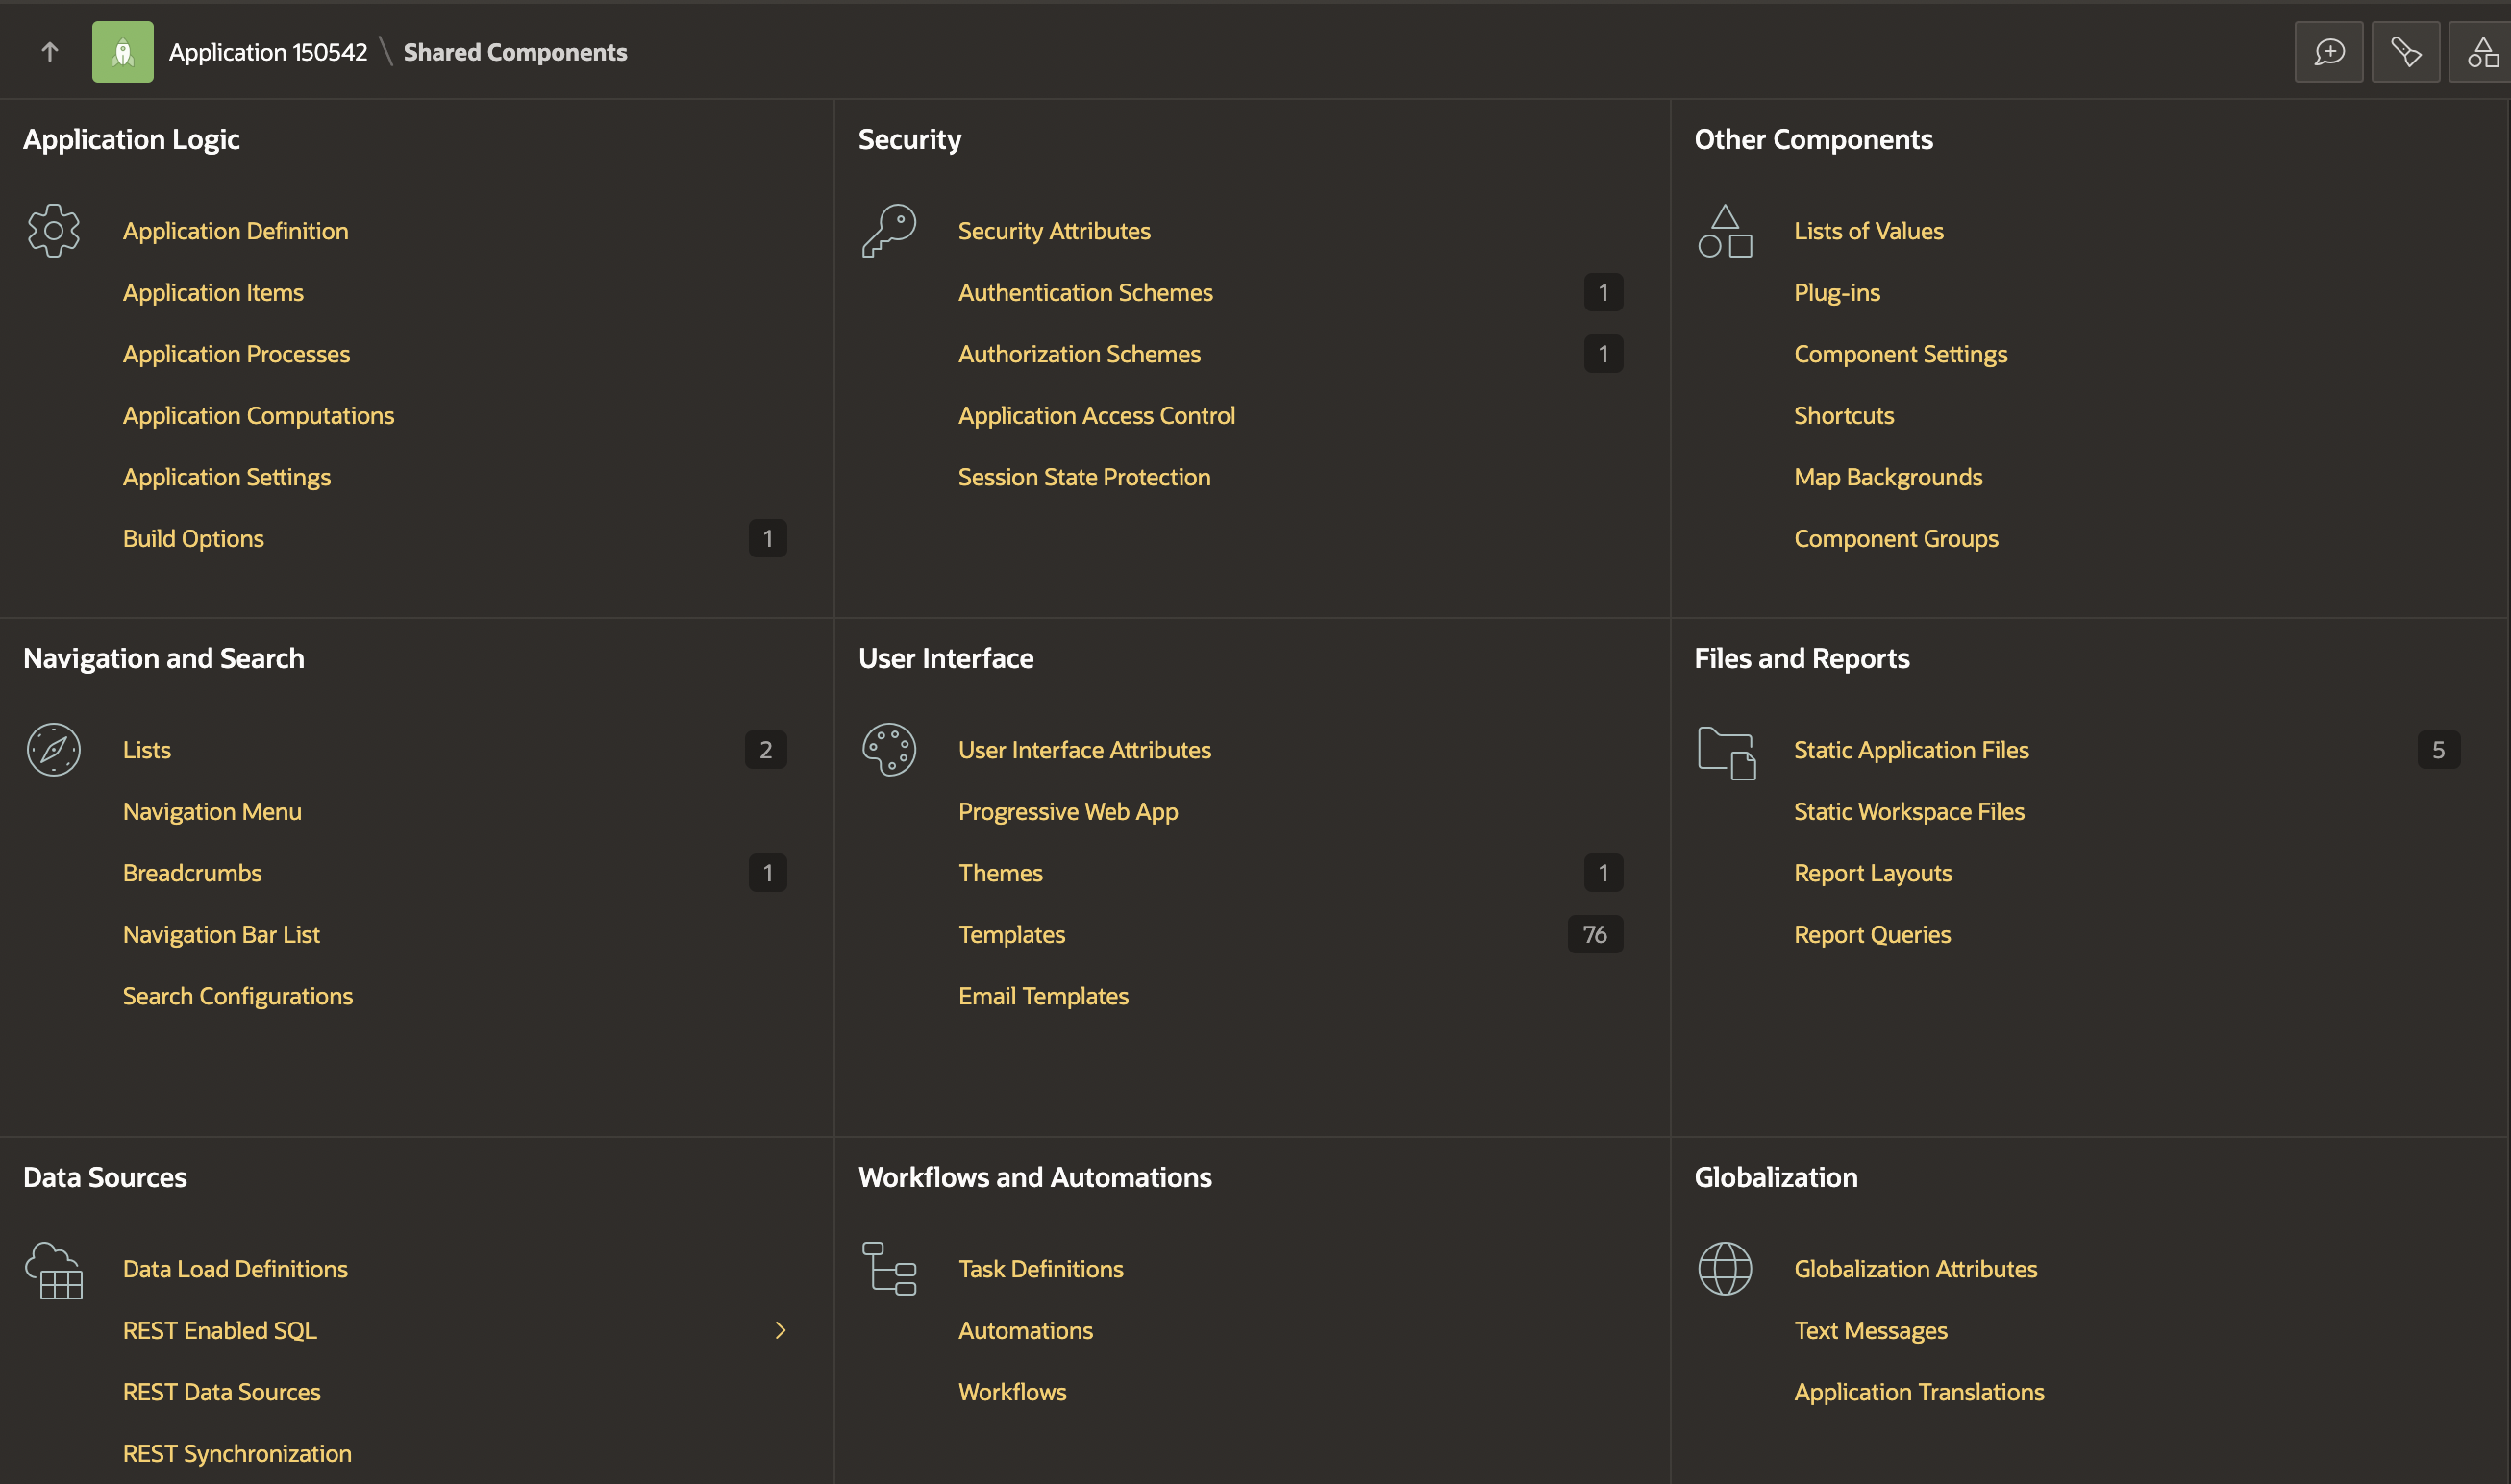 Application 150542 \ Shared Components
Application Logic
Application Definition
Application Items
Application Processes
Application Computations
Application Settings
Build Options 1
Security
Security Attributes
Authentication Schemes 1
Authorization Schemes 1
Application Access Control
Session State Protection
Other Components
Lists of Values
Plug-ins
Component Settings
Shortcuts
Map Backgrounds
Component Groups
Navigation and Search
Lists 2
Navigation Menu
Breadcrumbs 1
Navigation Bar List
Search Configurations
User Interface
User Interface Attributes
Progressive Web App
Themes 1
Templates 76
Email Templates
Files and Reports
Static Application Files 5
Static Workspace Files
Report Layouts
Report Queries
Data Sources
Data Load Definitions
REST Enabled SQL
REST Data Sources
REST Synchronization
Workflows and Automations
Task Definitions
Automations
Workflows
Globalization
Globalization Attributes
Text Messages
Application Translations